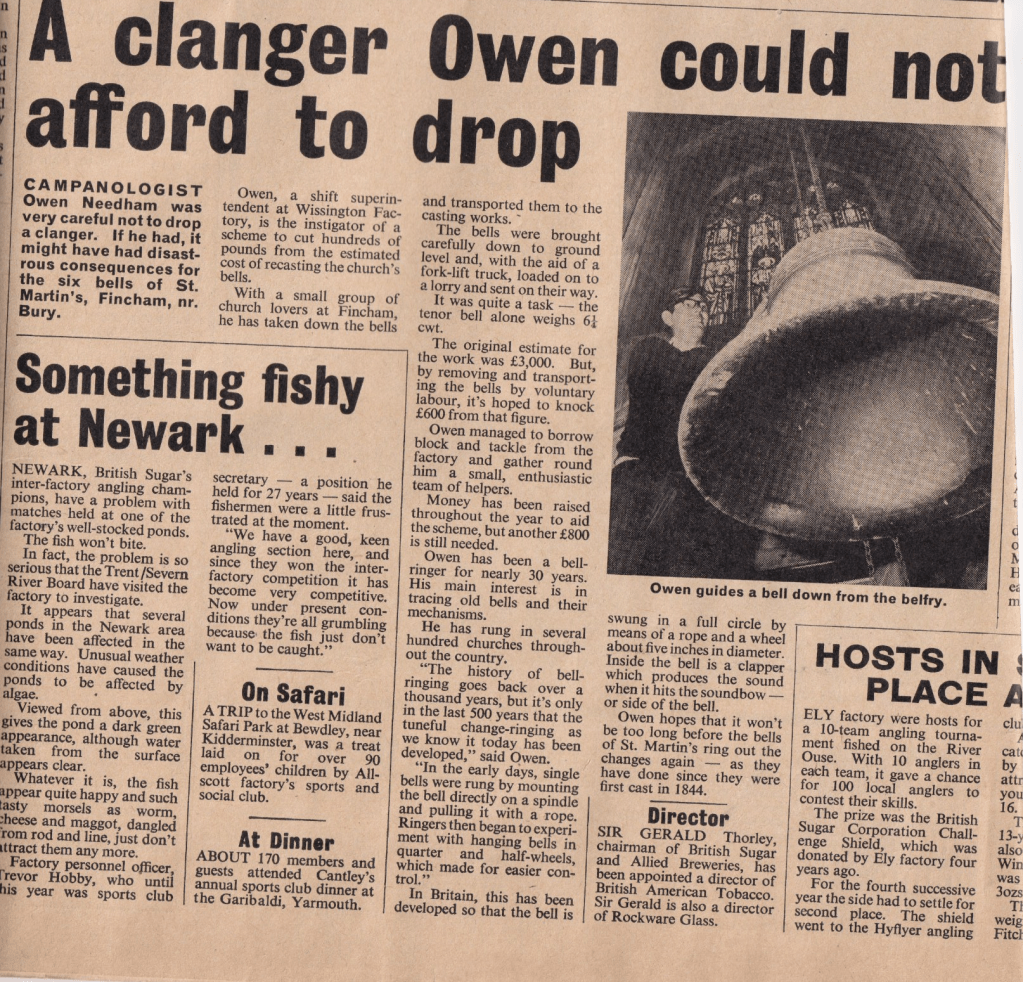 A clanger Owen could not
afford to drop
CAMPANOLOGIST
Owen Needham was
very careful not to drop
a clanger. If he had, it
might have had disast-
rous consequences for
the six bells of St.
Martin's, Fincham, nr.
Bury.
Owen, a shift superin-
tendent at Wissington Fac-
tory, is the instigator of a
scheme to cut hundreds of
pounds from the estimated
cost of recasting the church's
bells.
With a small group of
church lovers at Fincham,
he has taken down the bells
and transported them to the
casting works.
The bells were brought
carefully down to ground
level and, with the aid of a
fork-lift truck, loaded on to
a lorry and sent on their way.
It was quite a task — the
tenor bell alone weighs 6¼
cwt.
The original estimate for
the work was £3,000. But,
by removing and transport-
ing the bells by voluntary
labour, it's hoped to knock
£600 from that figure.
Owen managed to borrow
block and tackle from the
factory and gather round
him a small, enthusiastic
team of helpers.
Money has been raised
throughout the year to aid
the scheme, but another £800
is still needed.
Owen has been a bell-
ringer for nearly 30 years.
His main interest is in
tracing old bells and their
mechanisms.
He has rung in several
hundred churches through-
out the country.
"The history of bell-
ringing goes back over a
thousand years, but it's only
in the last 500 years that the
tuneful change-ringing as
we know it today has been
developed," said Owen.
"In the early days, single
bells were rung by mounting
the bell directly on a spindle
and pulling it with a rope.
Ringers then began to experi-
ment with hanging bells in
quarter and half-wheels,
which made for easier con-
trol."
In Britain, this has been
developed so that the bell is
Owen guides a bell down from the belfry.
swung in a full circle by
means of a rope and a wheel
about five inches in diameter.
Inside the bell is a clapper
which produces the sound
when it hits the soundbow —
or side of the bell.
Owen hopes that it won't
be too long before the bells
of St. Martin's ring out the
changes again — as they
have done since they were
first cast in 1844.
Something fishy
at Newark . . .
NEWARK, British Sugar's
inter-factory angling cham-
pions, have a problem with
matches held at one of the
factory's well-stocked ponds.
The fish won't bite.
In fact, the problem is so
serious that the Trent/Severn
River Board have visited the
factory to investigate.
It appears that several
ponds in the Newark area
have been affected in the
same way. Unusual weather
conditions have caused the
ponds to be affected by
algae.
Viewed from above, this
gives the pond a dark green
appearance, although water
taken from the surface
appears clear.
Whatever it is, the fish
appear quite happy and such
tasty morsels as worm,
cheese and maggot, dangled
from rod and line, just don't
attract them any more.
Factory personnel officer,
Trevor Hobby, who until
this year was sports club
secretary — a position he
held for 27 years — said the
fishermen were a little frus-
trated at the moment.
"We have a good, keen
angling section here, and
since they won the inter-
factory competition it has
become very competitive.
Now under present con-
ditions they're all grumbling
because the fish just don't
want to be caught."
On Safari
A TRIP to the West Midland
Safari Park at Bewdley, near
Kidderminster, was a treat
laid on for over 90
employees' children by All-
scott factory's sports and
social club.
At Dinner
ABOUT 170 members and
guests attended Cantley's
annual sports club dinner at
the Garibaldi, Yarmouth.
Director
SIR GERALD Thorley,
chairman of British Sugar
and Allied Breweries, has
been appointed a director of
British American Tobacco.
Sir Gerald is also a director
of Rockware Glass.
HOSTS IN
PLACE
ELY factory were hosts for
a 10-team angling tourna-
ment fished on the River
Ouse. With 10 anglers in
each team, it gave a chance
for 100 local anglers to
contest their skills.
The prize was the British
Sugar Corporation Chall-
enge Shield, which was
donated by Ely factory four
years ago.
For the fourth successive
year the side had to settle for
second place. The shield
went to the Hyflyer angling
16.
also
was
3ozs